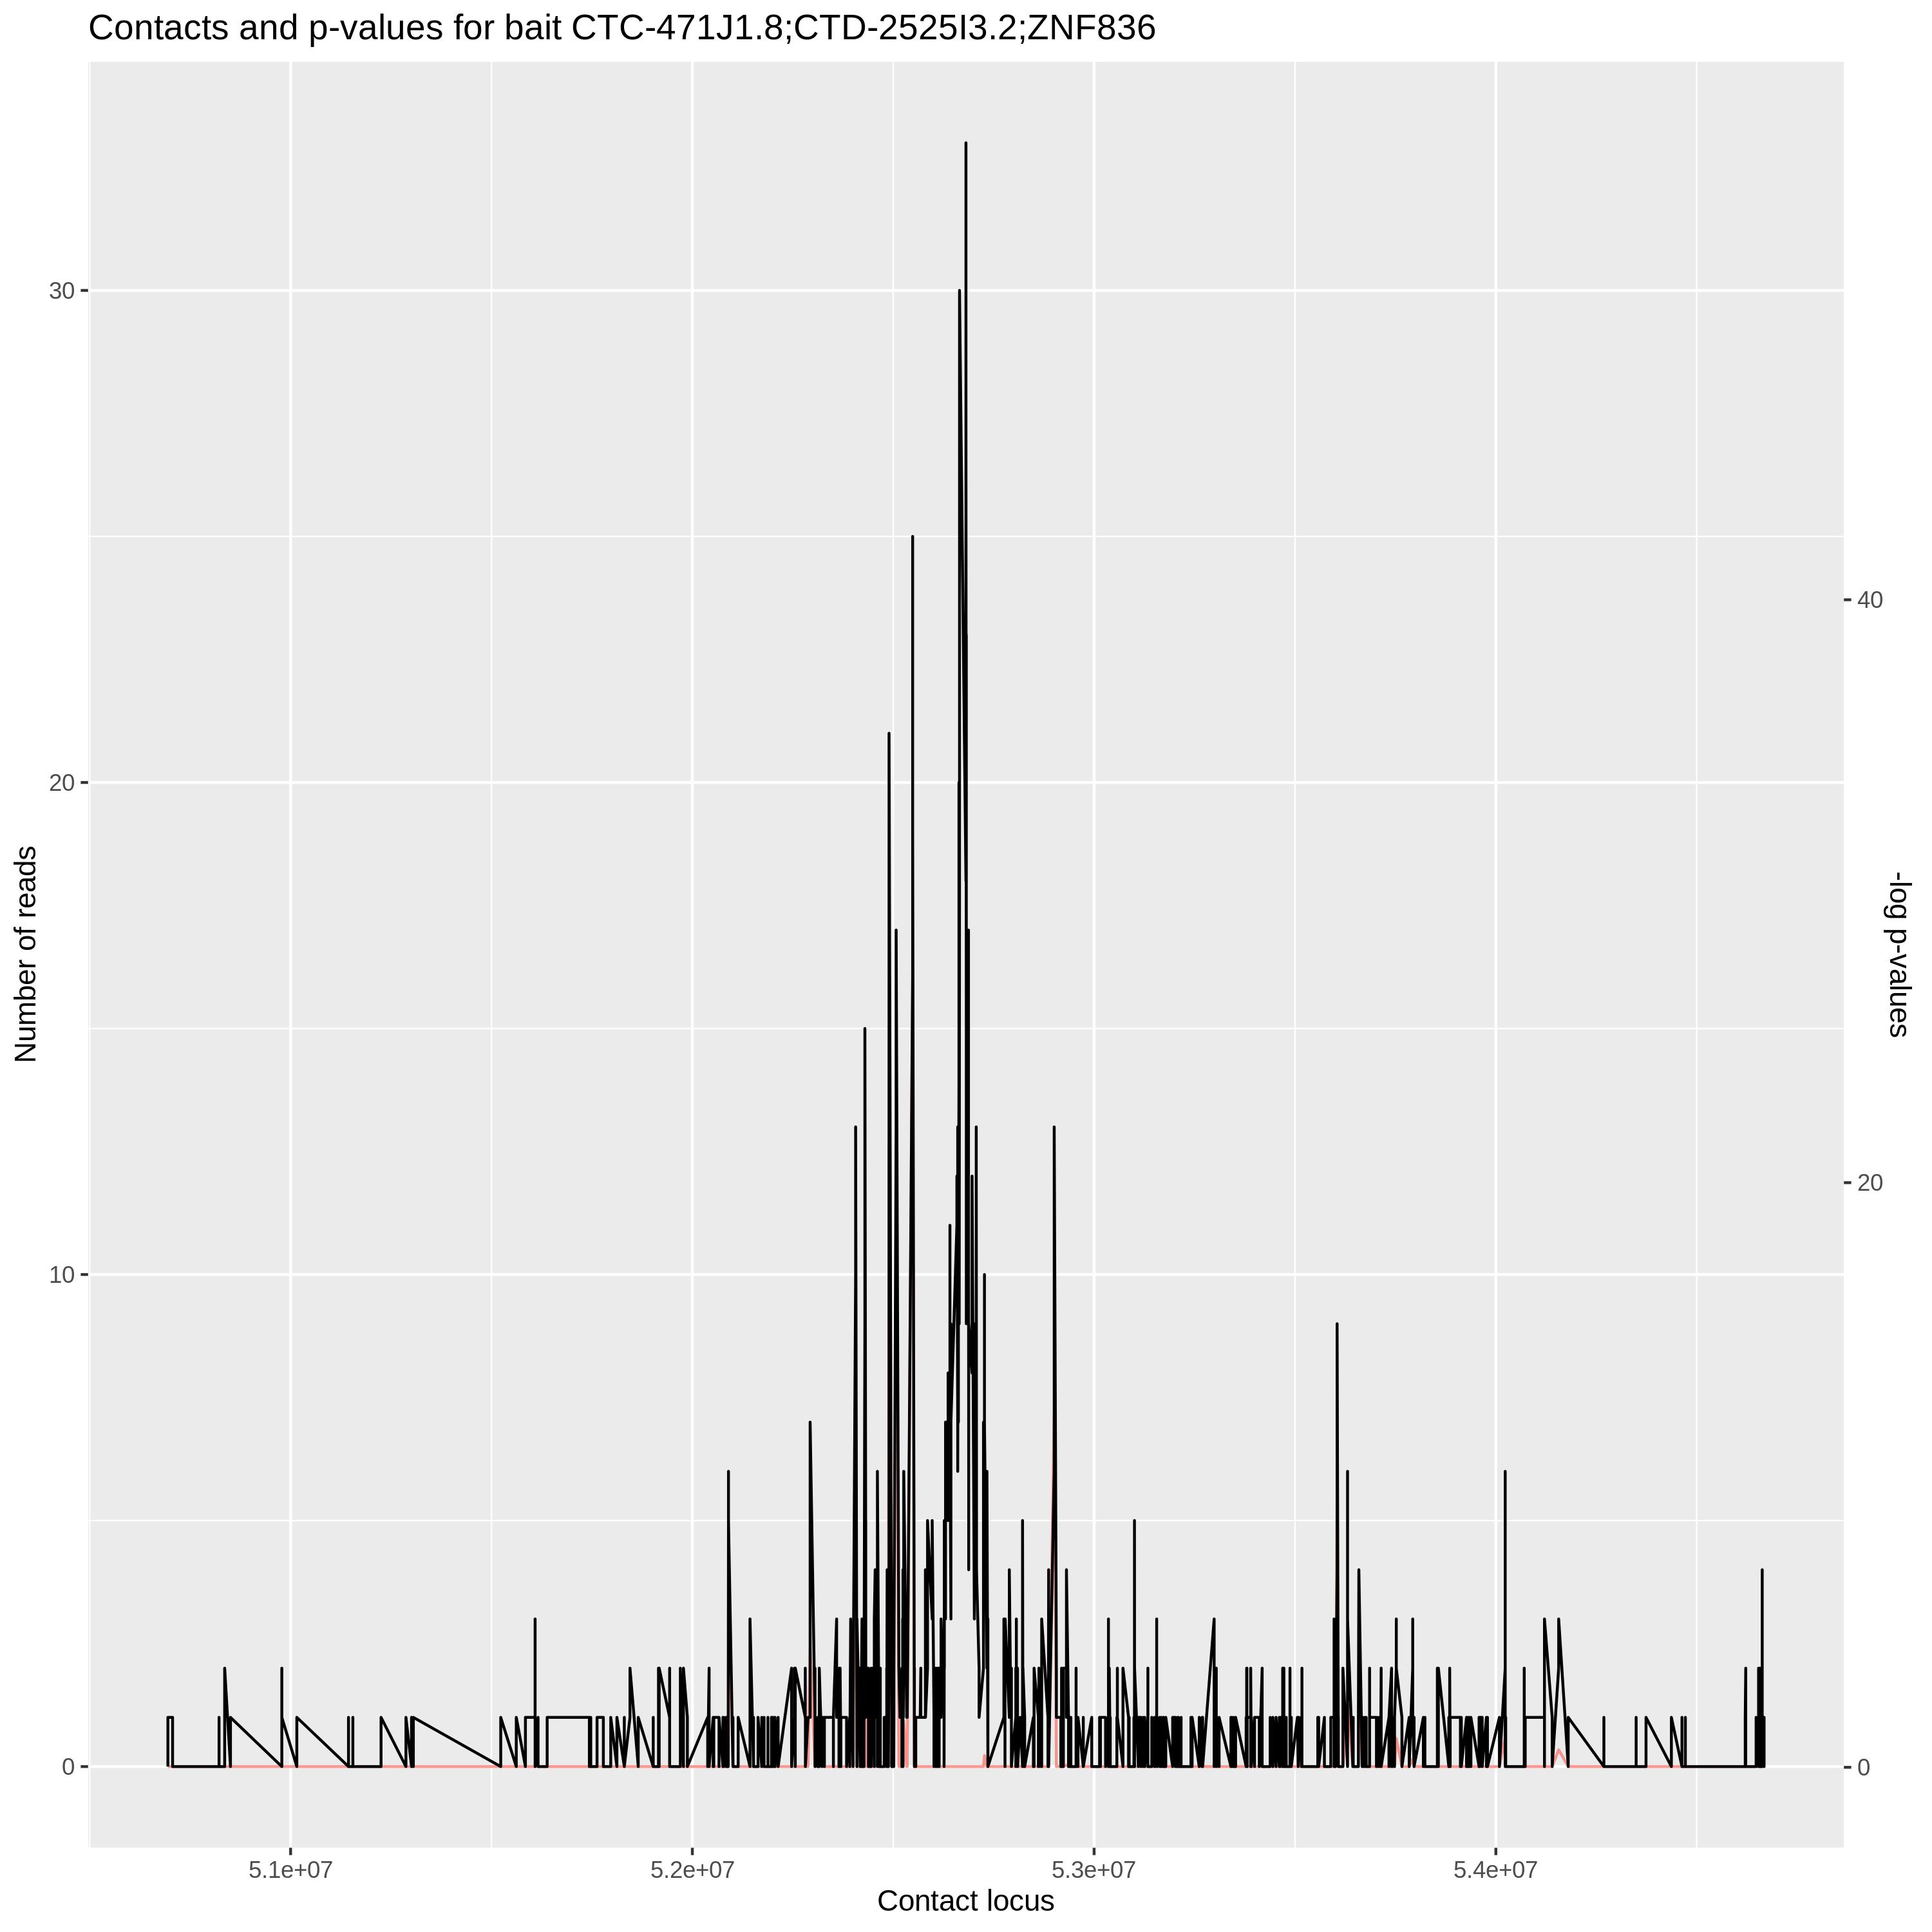 Contacts and p-values for bait CTC-471J1.8;CTD-2525I3.2;ZNF836
30
20
10
0
Number of reads
40
20
0
-log p-values
5.1e+07
5.2e+07
5.3e+07
5.4e+07
Contact locus